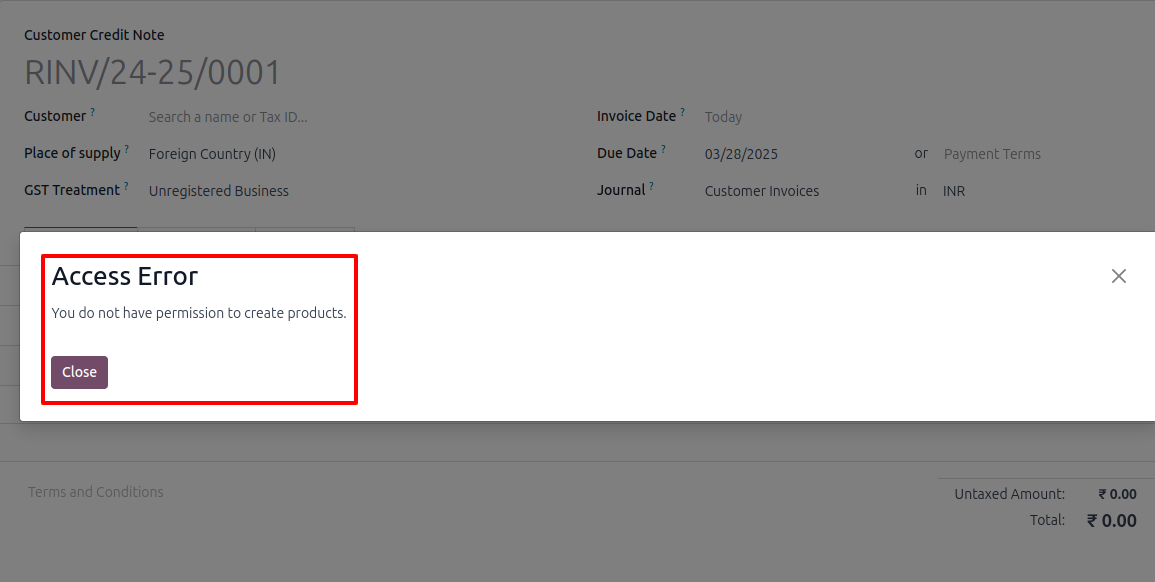 Customer Credit Note
RINV/24-25/0001
Customer ? Search a name or Tax ID... Invoice Date ? Today
Place of supply ? Foreign Country (IN) Due Date ? 03/28/2025 or Payment Terms
GST Treatment ? Unregistered Business Journal ? Customer Invoices in INR
Access Error
You do not have permission to create products.
Close
Terms and Conditions
Untaxed Amount: ₹ 0.00
Total: ₹ 0.00